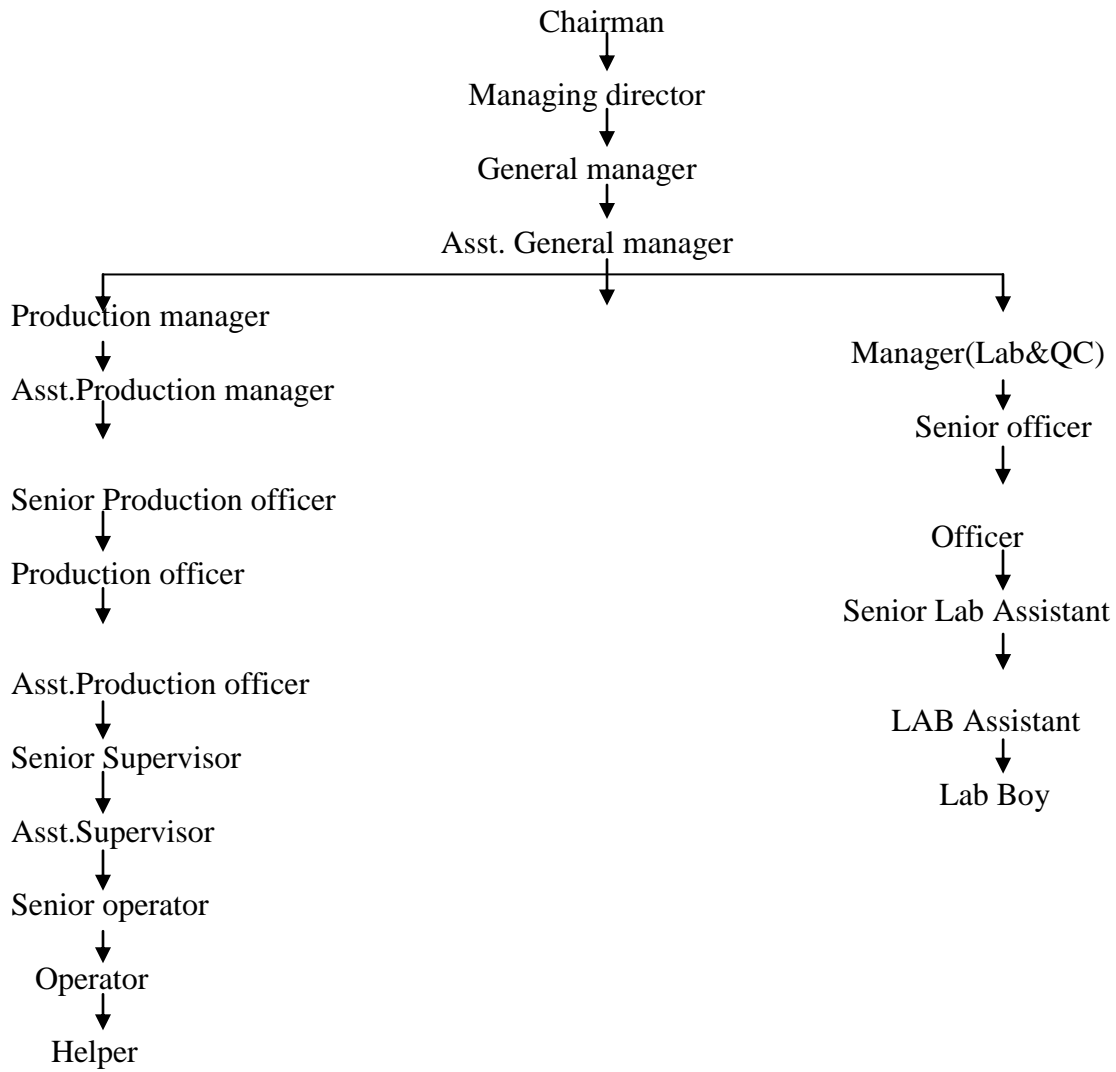 Chairman
Managing director
General manager
Asst. General manager
Production manager
Asst.Production manager
Senior Production officer
Production officer
Asst.Production officer
Senior Supervisor
Asst.Supervisor
Senior operator
Operator
Helper
Manager(Lab&QC)
Senior officer
Officer
Senior Lab Assistant
LAB Assistant
Lab Boy